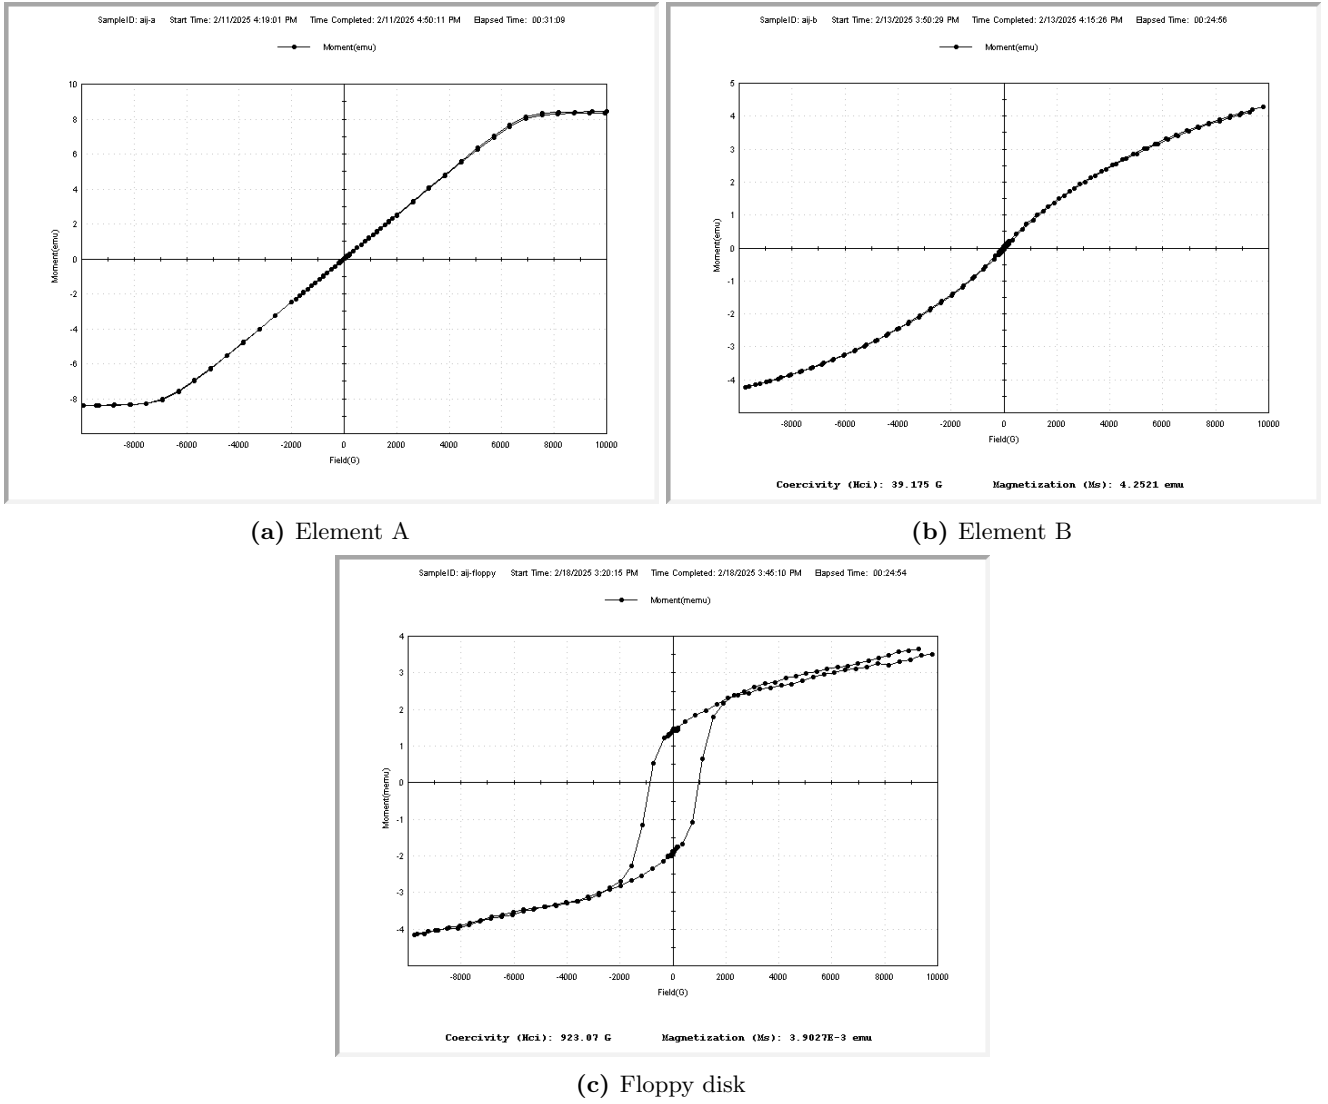 SampleID: aij-a Start Time: 2/11/2025 4:19:01 PM Time Completed: 2/11/2025 4:50:11 PM Elapsed Time: 00:31:09
Moment(emu)
10
8
6
4
2
0
-2
-4
-6
-8
Moment(emu)
-8000 -6000 -4000 -2000 0 2000 4000 6000 8000 10000
Field(G)
(a) Element A
SampleID: aij-b Start Time: 2/13/2025 3:50:29 PM Time Completed: 2/13/2025 4:15:26 PM Elapsed Time: 00:24:56
Moment(emu)
5
4
3
2
1
0
-1
-2
-3
-4
Moment(emu)
-8000 -6000 -4000 -2000 0 2000 4000 6000 8000 10000
Field(G)
Coercivity (Hci): 39.175 G Magnetization (Ms): 4.2521 emu
(b) Element B
SampleID: aij-floppy Start Time: 2/18/2025 3:20:15 PM Time Completed: 2/18/2025 3:45:10 PM Elapsed Time: 00:24:54
Moment(memu)
4
3
2
1
0
-1
-2
-3
-4
Moment(memu)
-8000 -6000 -4000 -2000 0 2000 4000 6000 8000 10000
Field(G)
Coercivity (Hci): 923.07 G Magnetization (Ms): 3.9027E-3 emu
(c) Floppy disk